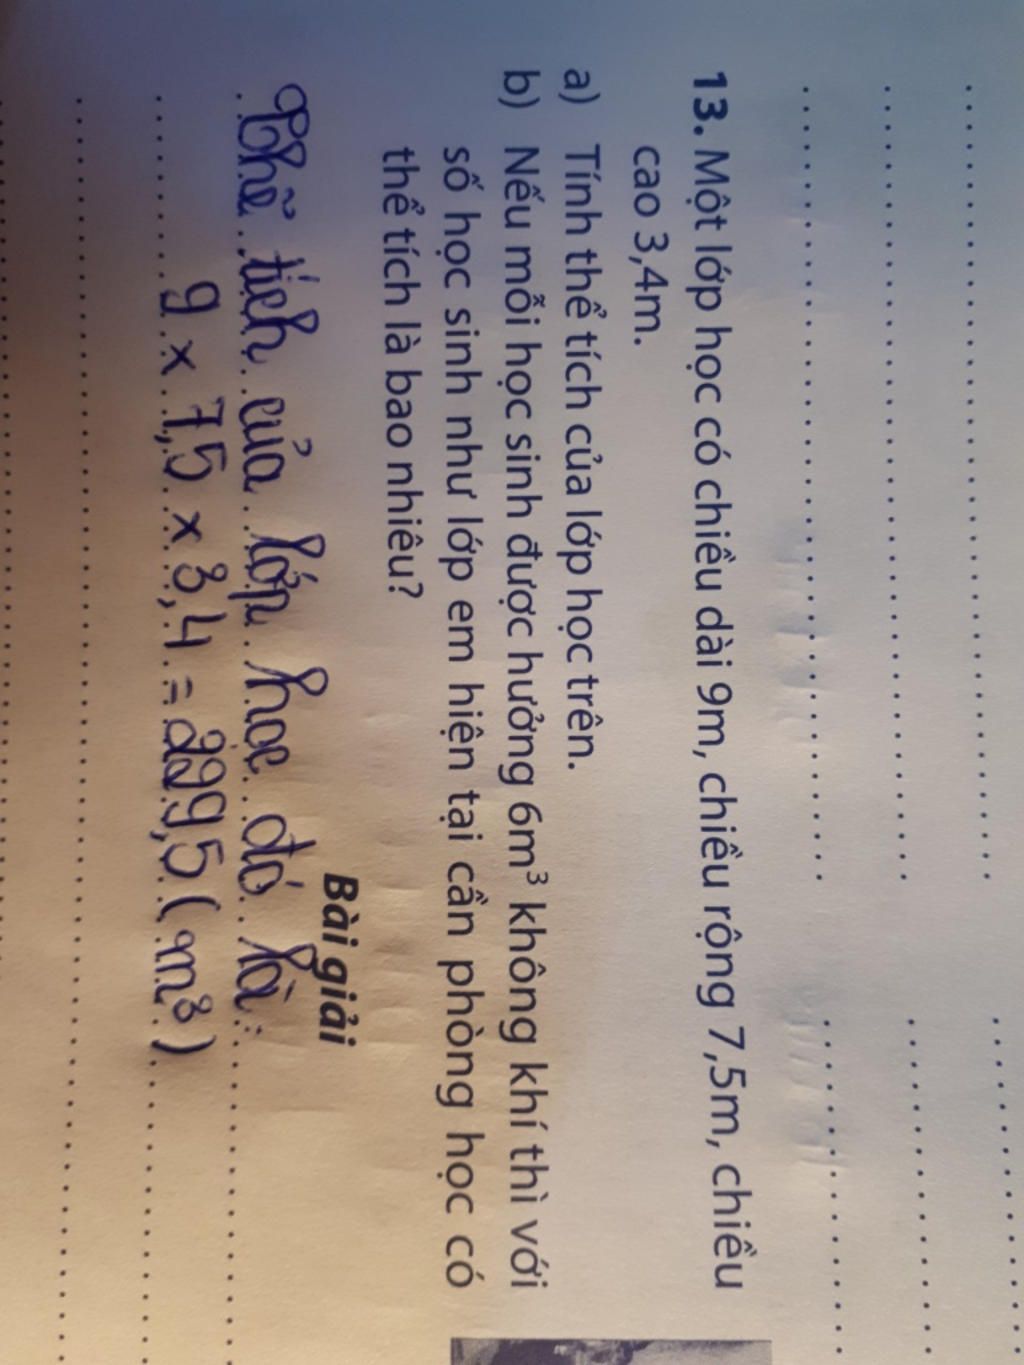 13. Một lớp học có chiều dài 9m, chiều rộng 7,5m, chiều
cao 3,4m.
a) Tính thể tích của lớp học trên.
b) Nếu mỗi học sinh được hưởng 6m³ không khí thì với
số học sinh như lớp em hiện tại cần phòng học có
thể tích là bao nhiêu?
Bài giải
Thể tích của lớp học đó là:
9 x 7,5 x 3,4 = 229,5 (m³)